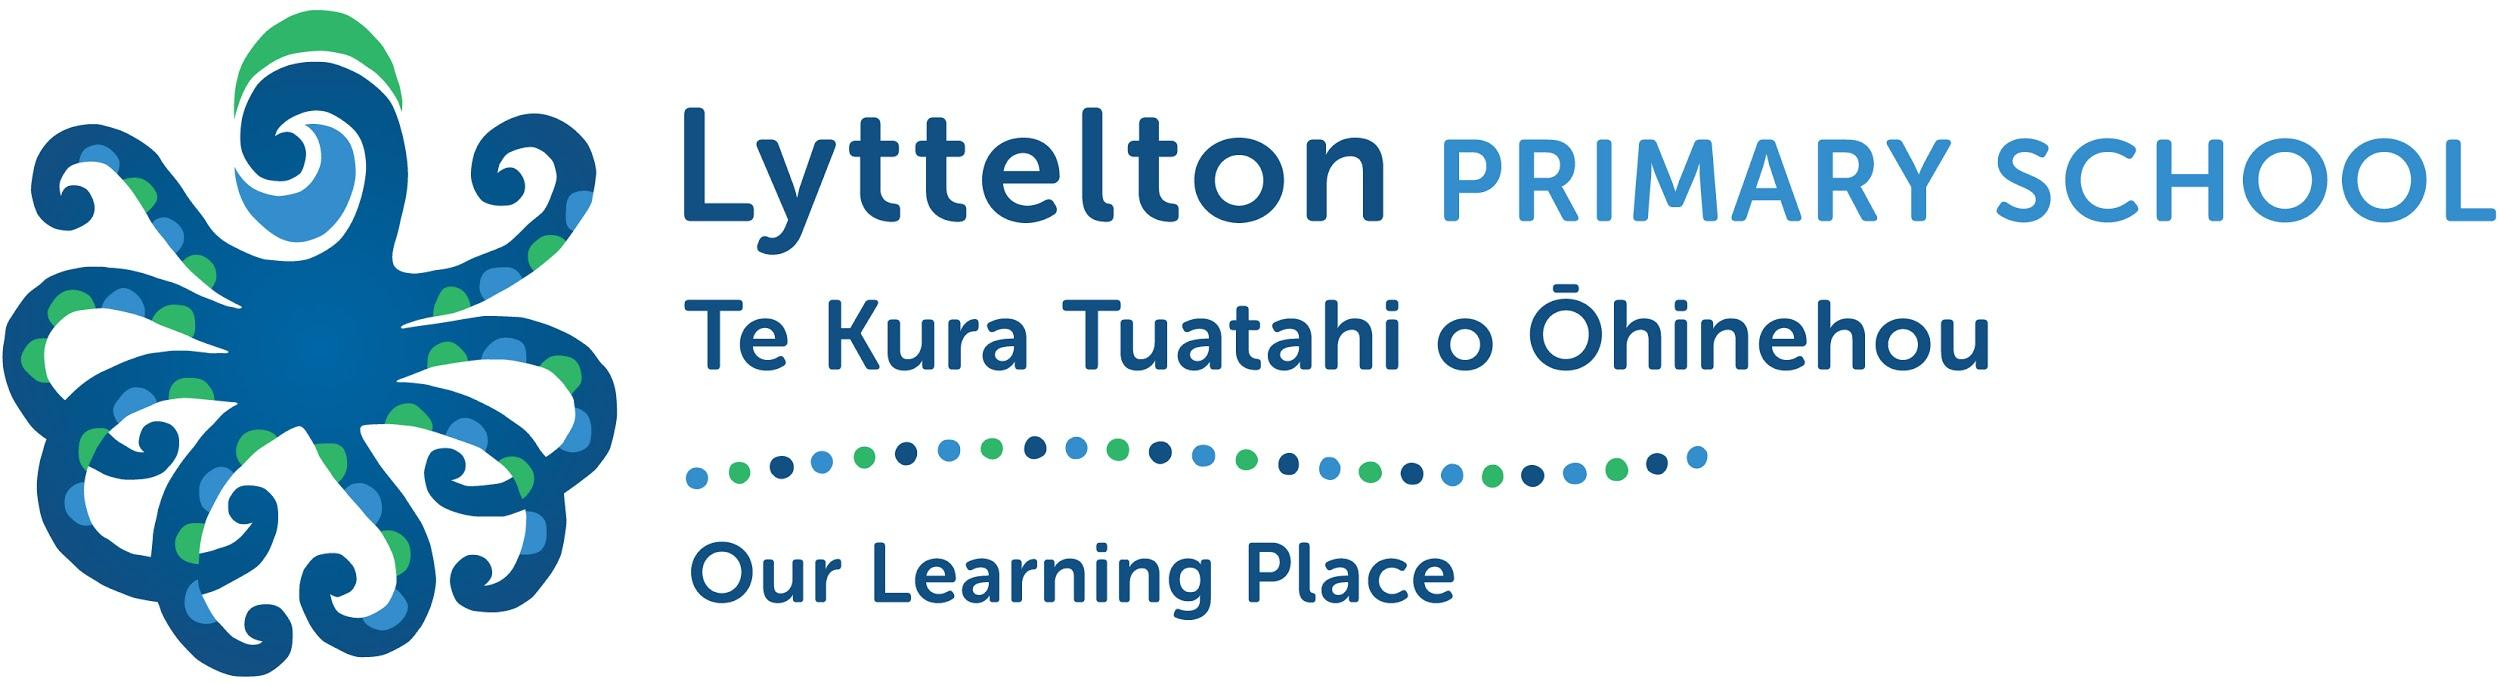 Lyttelton PRIMARY SCHOOL
Te Kura Tuatahi o Ōhinehou
Our Learning Place